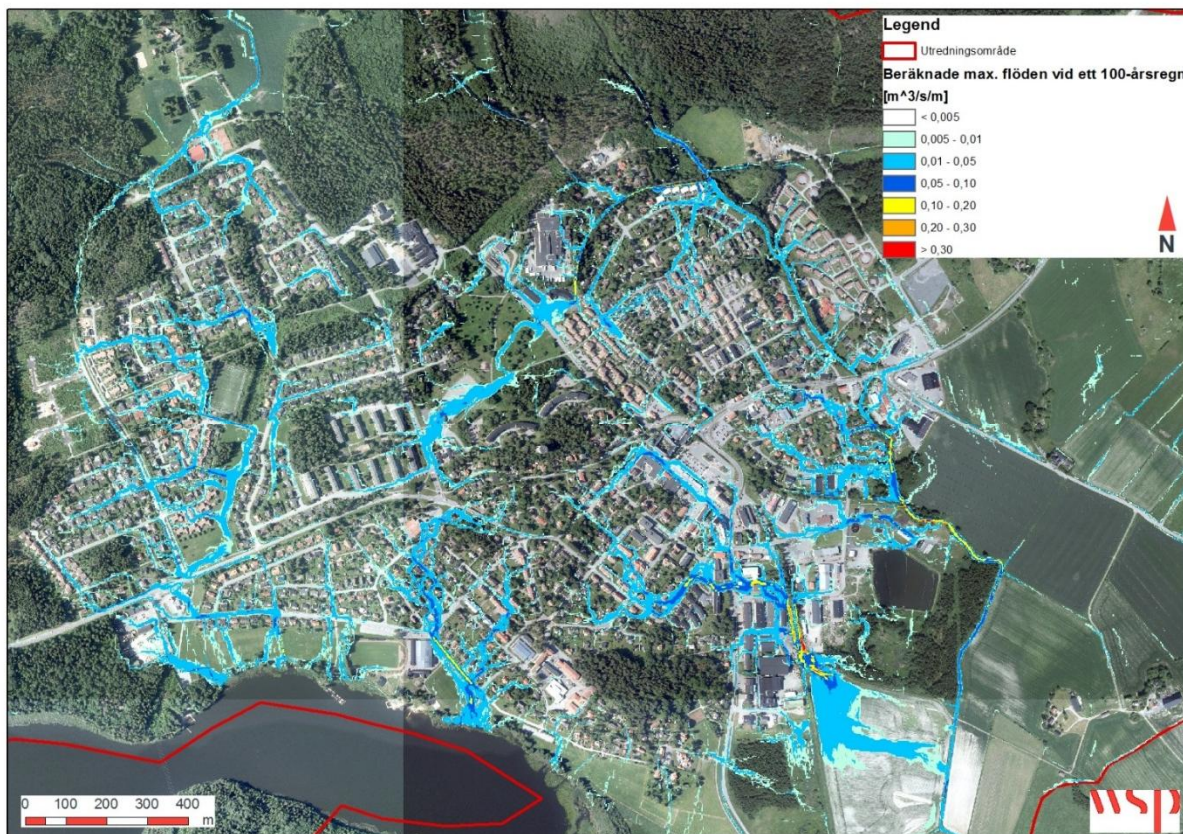 Legend
Utredningsområde
Beräknade max. flöden vid ett 100-årsregn
[m^3/s/m]
< 0,005
0,005 - 0,01
0,01 - 0,05
0,05 - 0,10
0,10 - 0,20
0,20 - 0,30
> 0,30
N
0 100 200 300 400
m
wsp